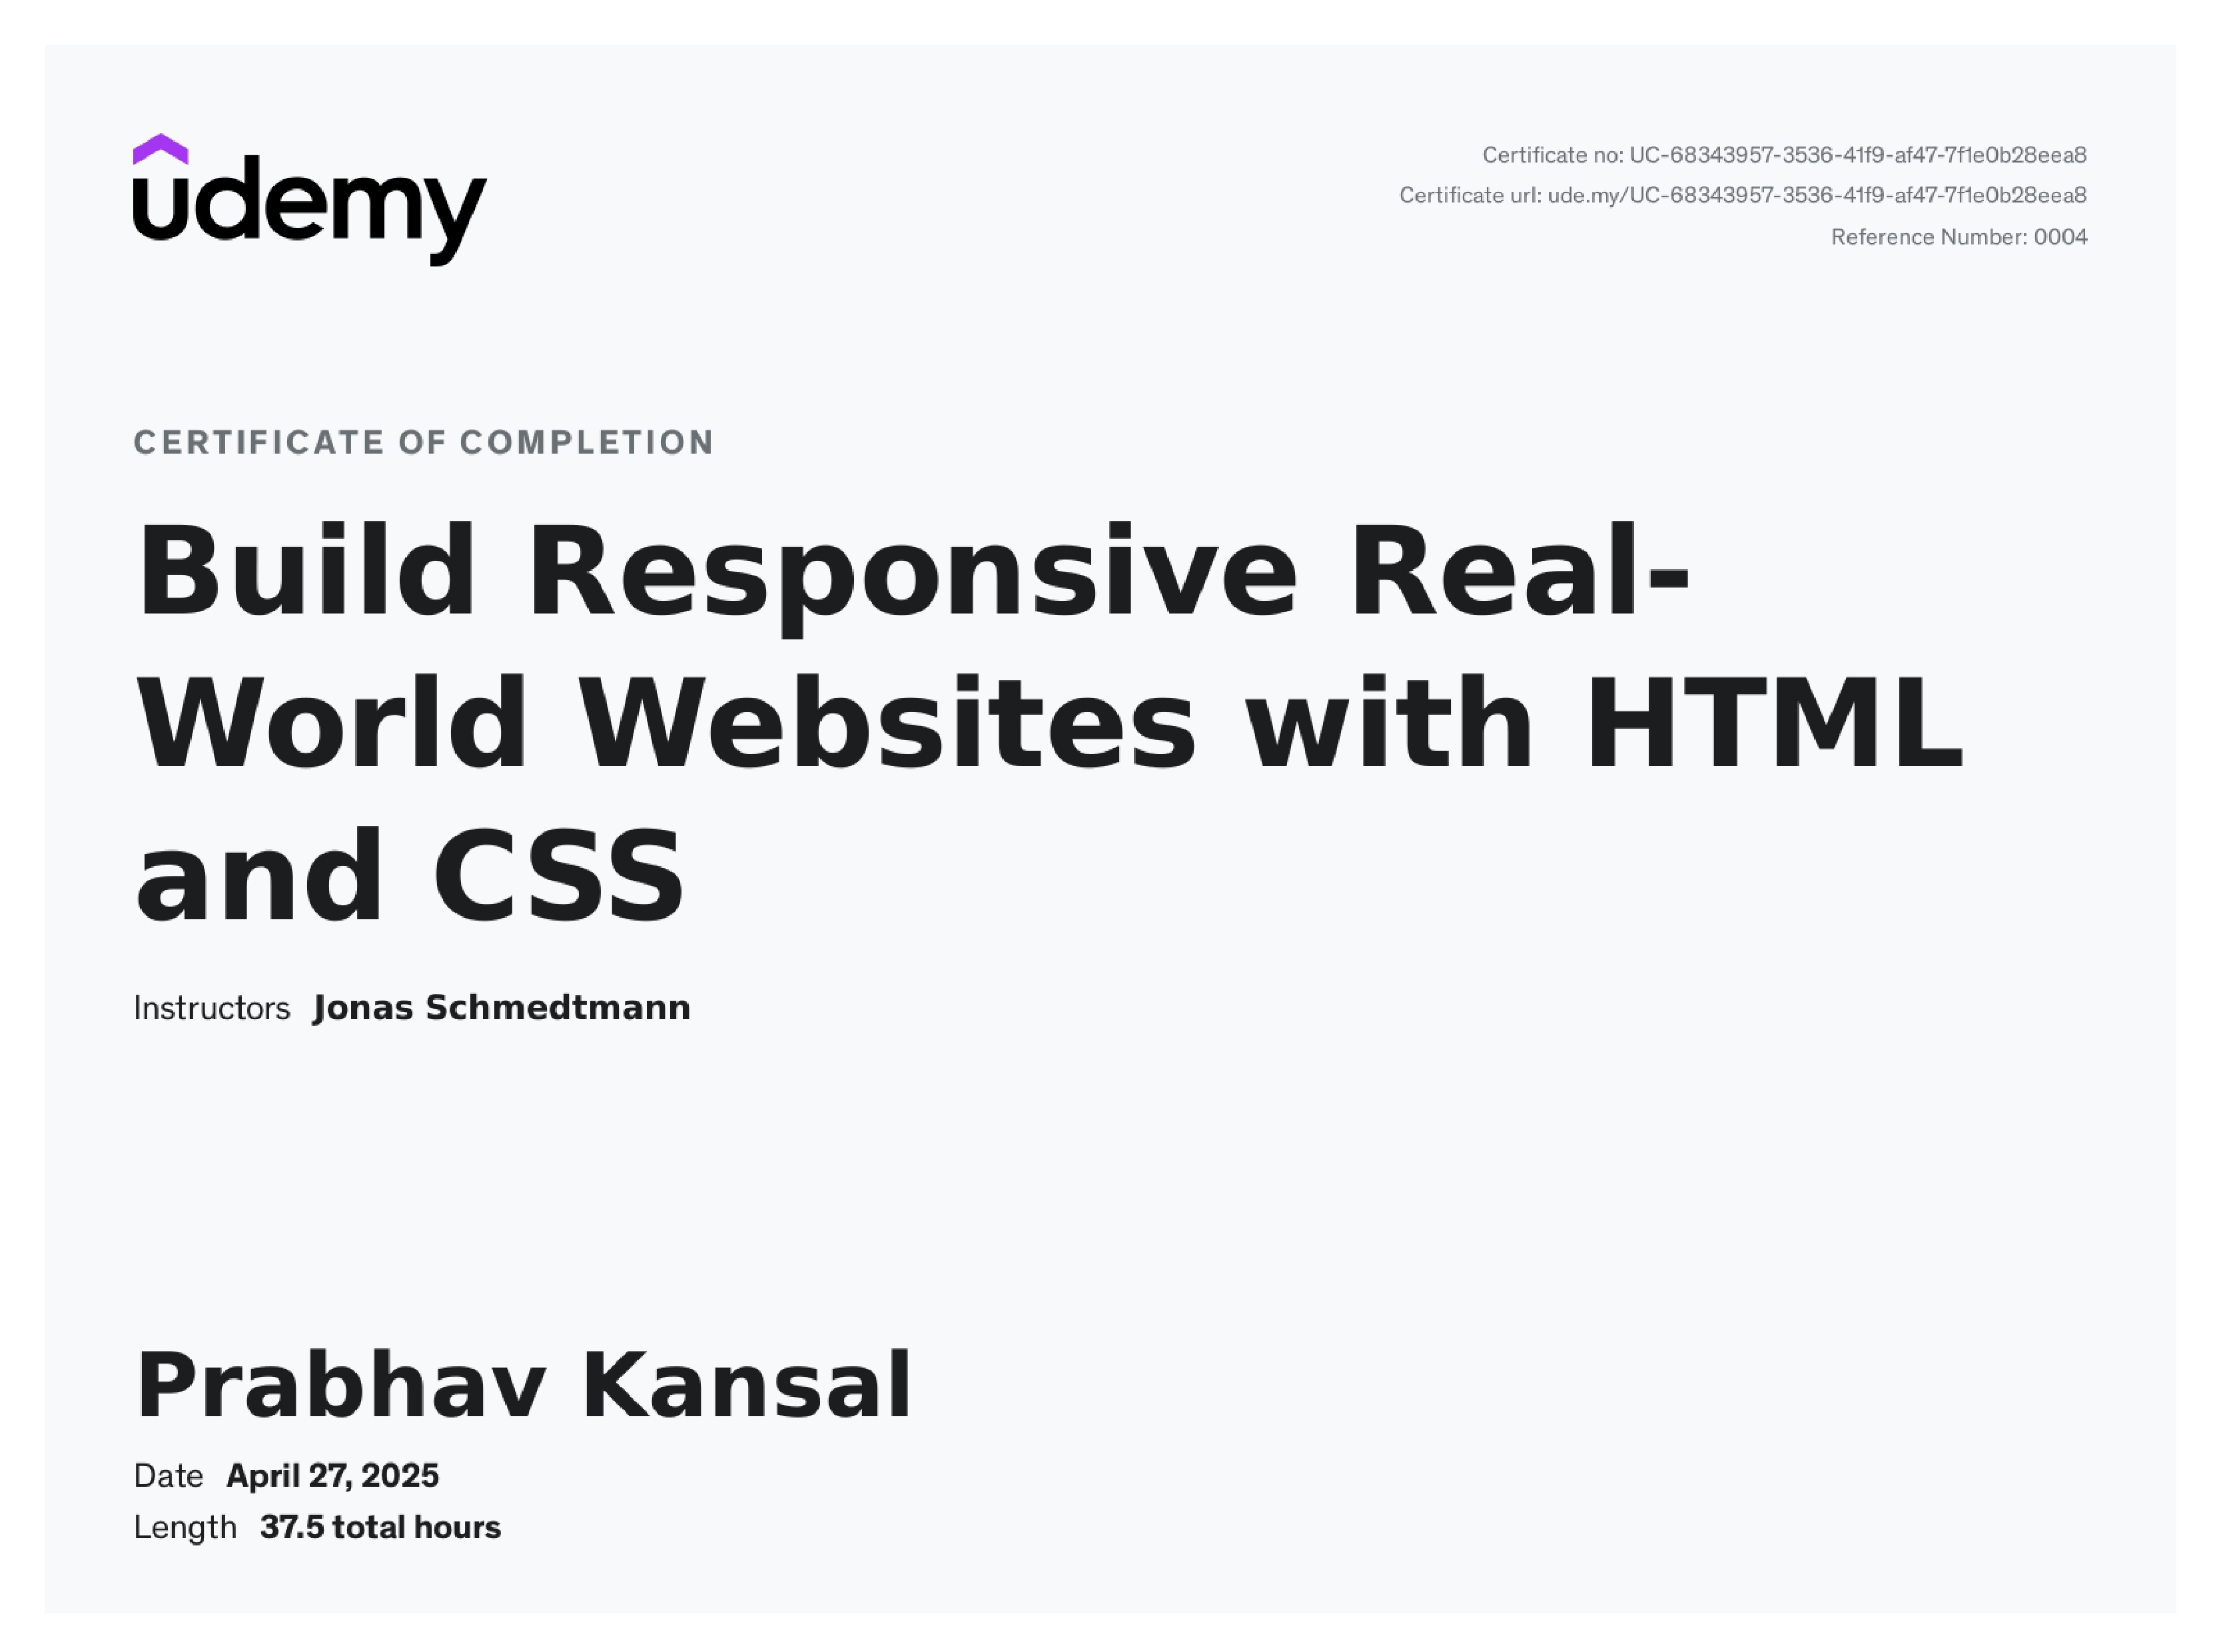 udemy
Certificate no: UC-68343957-3536-41f9-af47-7f1e0b28eea8
Certificate url: ude.my/UC-68343957-3536-41f9-af47-7f1e0b28eea8
Reference Number: 0004
CERTIFICATE OF COMPLETION
Build Responsive Real-
World Websites with HTML
and CSS
Instructors Jonas Schmedtmann
Prabhav Kansal
Date April 27, 2025
Length 37.5 total hours